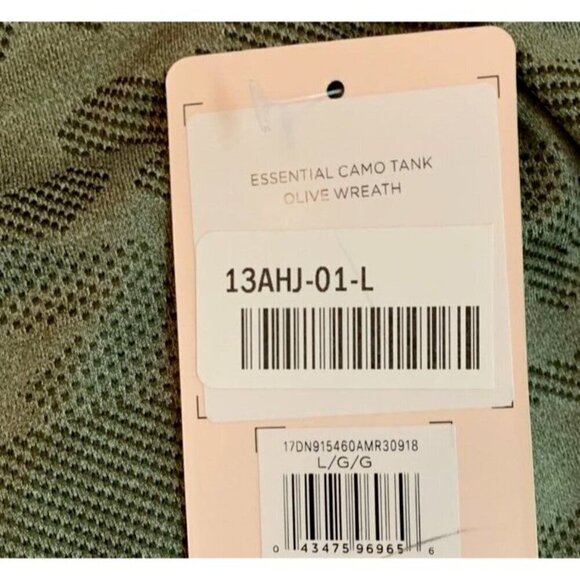 ESSENTIAL CAMO TANK
OLIVE WREATH
13AHJ-01-L
17DN915460AMR30918
L/G/G
0 43475 96965 6